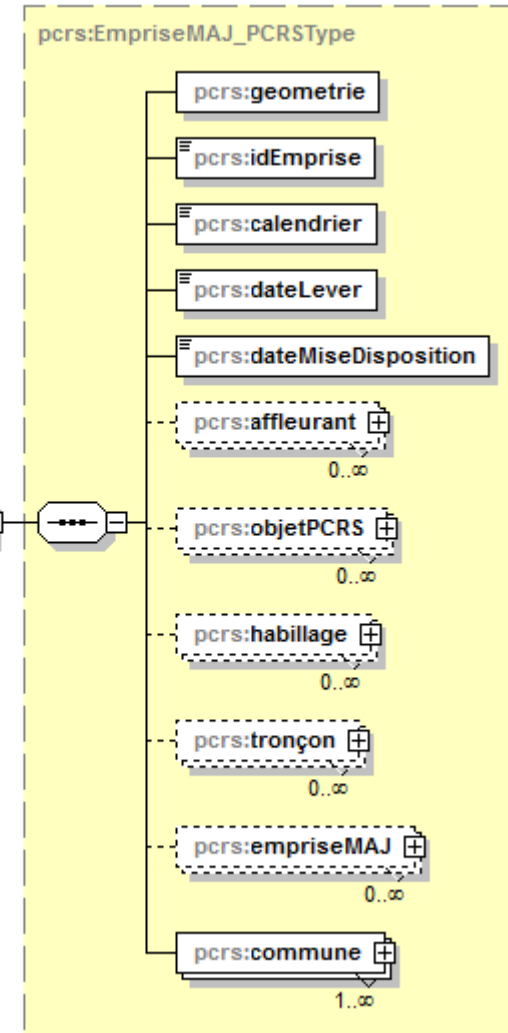 pcrs:EmpriseMAJ_PCRSType
pcrs:geometrie
pcrs:idEmprise
pcrs:calendrier
pcrs:dateLever
pcrs:dateMiseDisposition
pcrs:affleurant
0..∞
pcrs:objetPCRS
0..∞
pcrs:habillage
0..∞
pcrs:tronçon
0..∞
pcrs:empriseMAJ
0..∞
pcrs:commune
1..∞